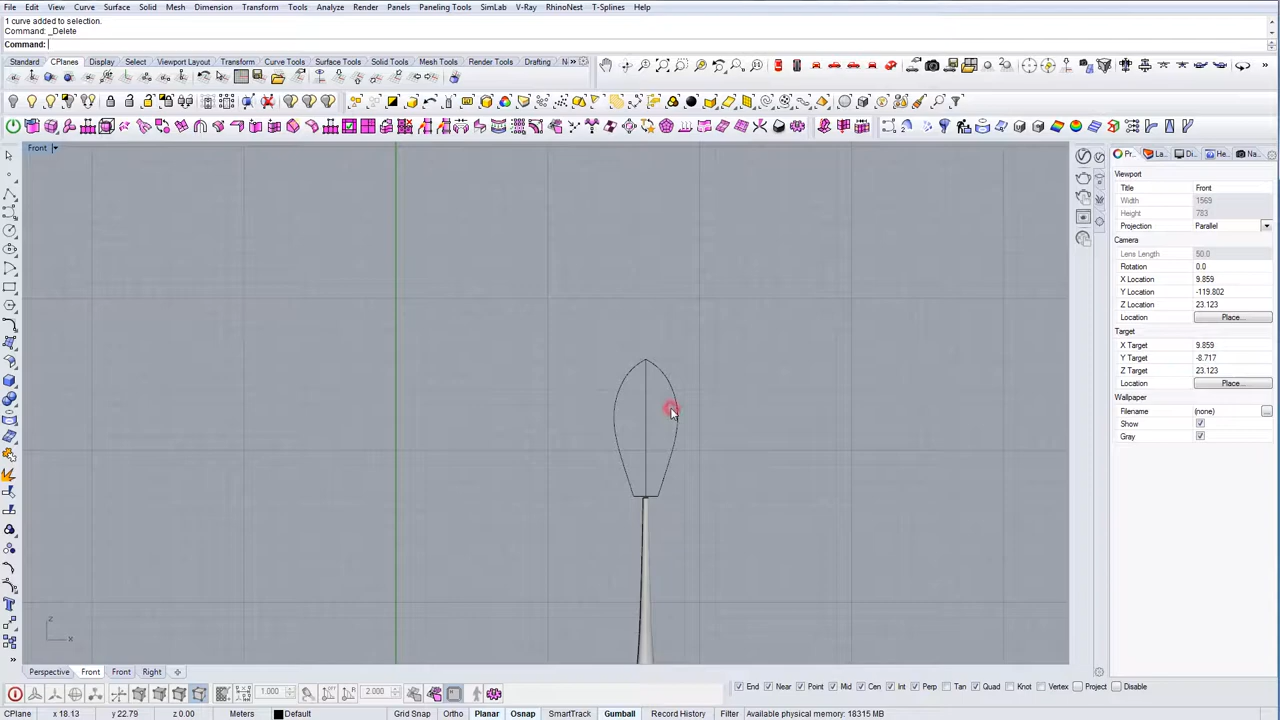 File Edit View Curve Surface Solid Mesh Dimension Transform Tools Analyze Render Panels Paneling Tools SimLab V-Ray RhinoNest T-Splines Help
1 curve added to selection.
Command: _Delete
Command:
Standard CPlanes Display Select Viewport Layout Transform Curve Tools Surface Tools Solid Tools Mesh Tools Render Tools Drafting N
Front
Pr... La... Di... He... Na...
Viewport
Title Front
Width 1569
Height 783
Projection Parallel
Camera
Lens Length 50.0
Rotation 0.0
X Location 9.859
Y Location -119.802
Z Location 23.123
Location Place...
Target
X Target 9.859
Y Target -8.717
Z Target 23.123
Location Place...
Wallpaper
Filename (none) ...
Show
Gray
z
x
Perspective Front Front Right
1.000 2.000 End Near Point Mid Cen Int Perp Tan Quad Knot Vertex Project Disable
CPlane x 18.13 y 22.79 z 0.00 Meters Default Grid Snap Ortho Planar Osnap SmartTrack Gumball Record History Filter Available physical memory: 18315 MB